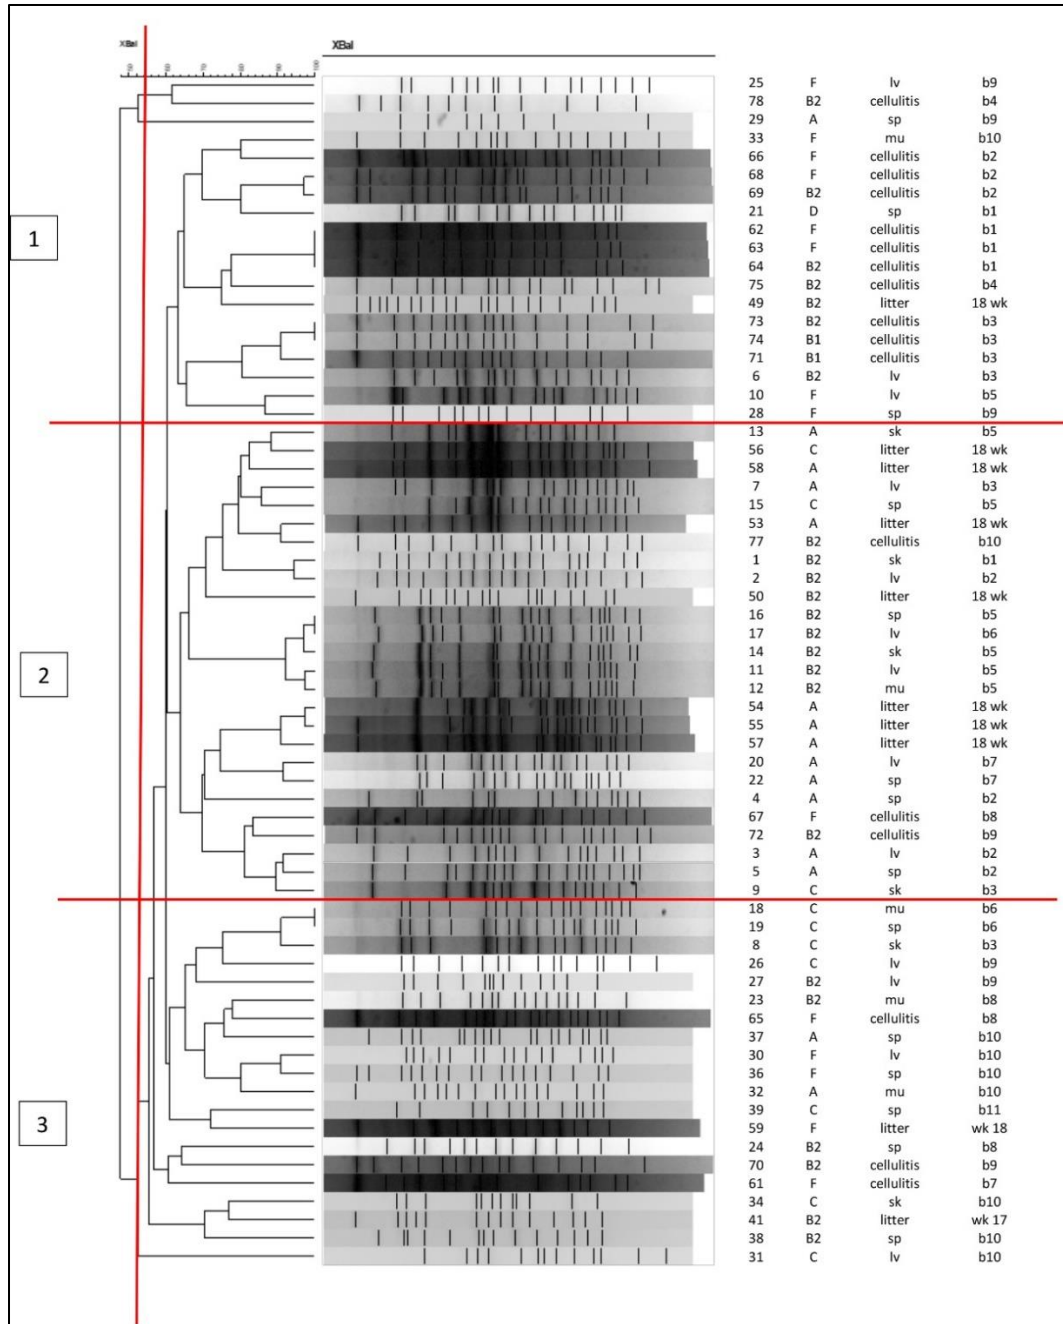 XBal
50 60 70 80 90 100
25 F lv b9
78 B2 cellulitis b4
29 A sp b9
33 F mu b10
66 F cellulitis b2
68 F cellulitis b2
69 B2 cellulitis b2
21 D sp b1
1
62 F cellulitis b1
63 F cellulitis b1
64 B2 cellulitis b1
75 B2 cellulitis b4
49 B2 litter 18 wk
73 B2 cellulitis b3
74 B1 cellulitis b3
71 B1 cellulitis b3
6 B2 lv b3
10 F lv b5
28 F sp b9
13 A sk b5
56 C litter 18 wk
58 A litter 18 wk
7 A lv b3
15 C sp b5
53 A litter 18 wk
77 B2 cellulitis b10
1 B2 sk b1
2 B2 lv b2
50 B2 litter 18 wk
16 B2 sp b5
17 B2 lv b6
14 B2 sk b5
2
11 B2 lv b5
12 B2 mu b5
54 A litter 18 wk
55 A litter 18 wk
57 A litter 18 wk
20 A lv b7
22 A sp b7
4 A sp b2
67 F cellulitis b8
72 B2 cellulitis b9
3 A lv b2
5 A sp b2
9 C sk b3
18 C mu b6
19 C sp b6
8 C sk b3
26 C lv b9
27 B2 lv b9
23 B2 mu b8
65 F cellulitis b8
37 A sp b10
30 F lv b10
36 F sp b10
32 A mu b10
39 C sp b11
3
59 F litter wk 18
24 B2 sp b8
70 B2 cellulitis b9
61 F cellulitis b7
34 C sk b10
41 B2 litter wk 17
38 B2 sp b10
31 C lv b10